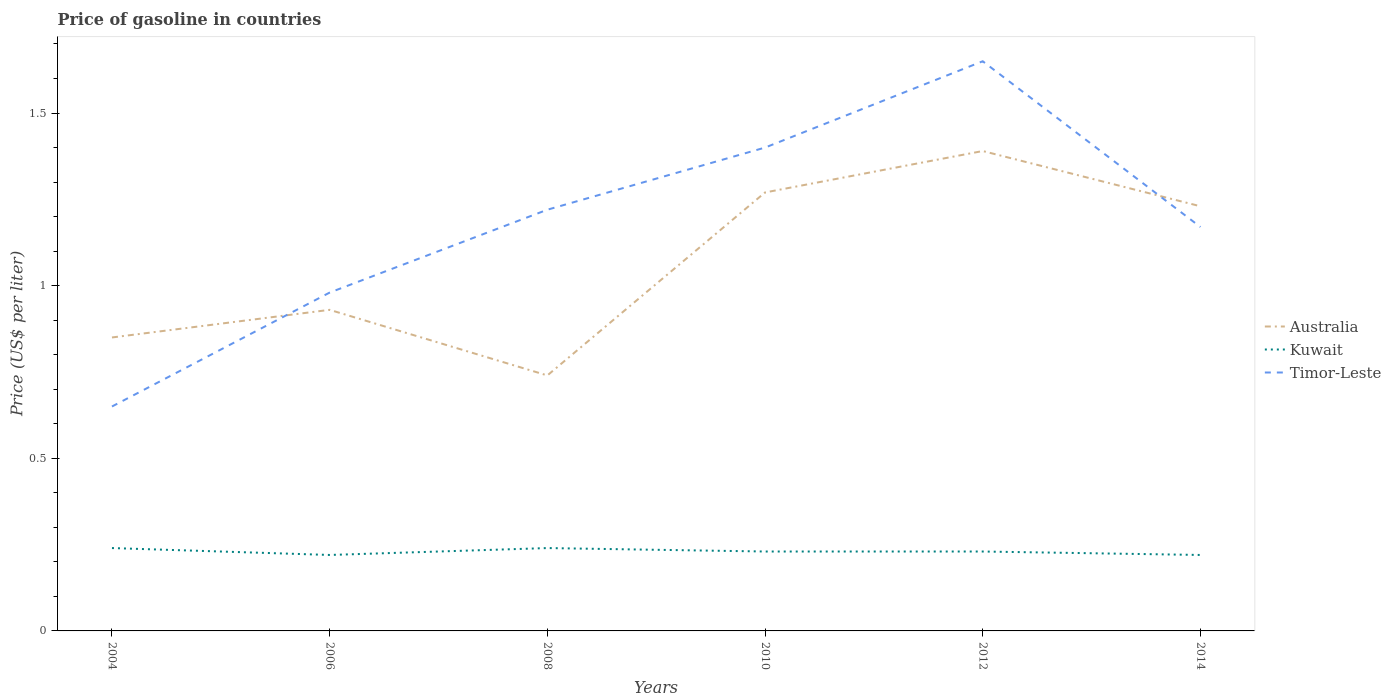 Price of gasoline in countries
Price (US$ per liter)
1.5
1
0.5
0
2004
2006
2008
2010
2012
2014
Years
Australia
Kuwait
Timor-Leste